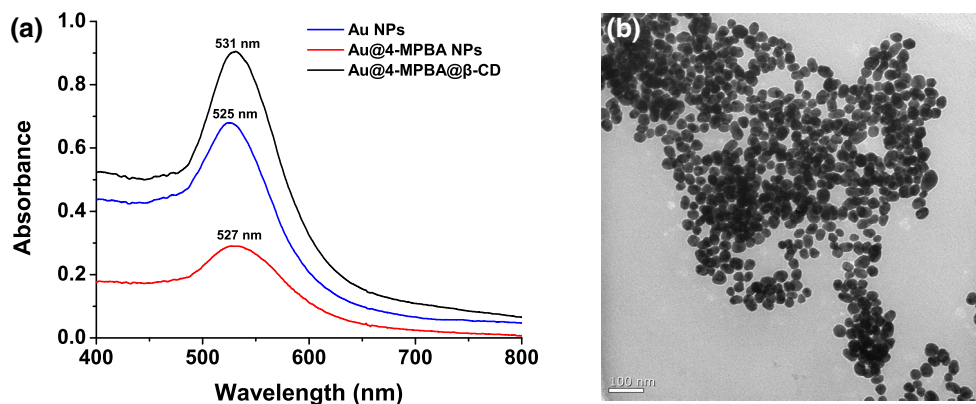 (a)
1.0
0.8
0.6
0.4
0.2
0.0
Absorbance
531 nm
525 nm
527 nm
Au NPs
Au@4-MPBA NPs
Au@4-MPBA@β-CD
400
500
600
700
800
Wavelength (nm)
(b)
100 nm